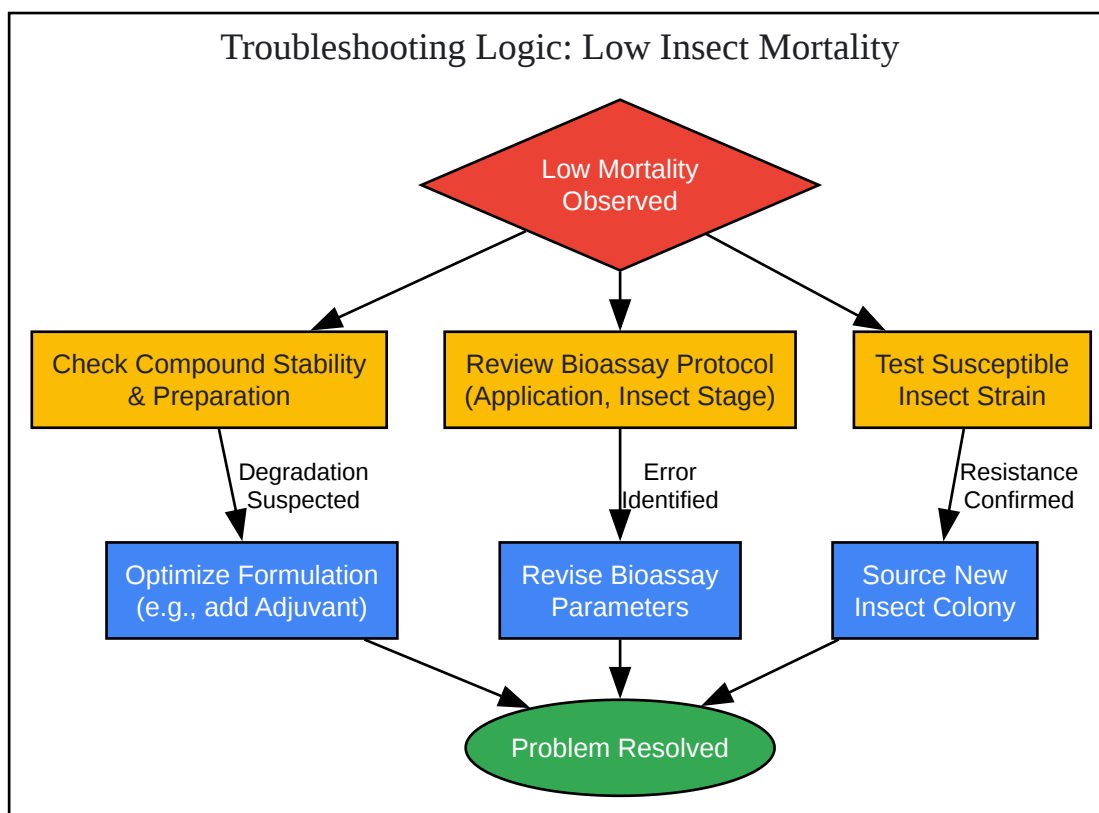 Troubleshooting Logic: Low Insect Mortality
Low Mortality
Observed
Check Compound Stability
& Preparation
Review Bioassay Protocol
(Application, Insect Stage)
Test Susceptible
Insect Strain
Degradation
Suspected
Error
Identified
Resistance
Confirmed
Optimize Formulation
(e.g., add Adjuvant)
Revise Bioassay
Parameters
Source New
Insect Colony
Problem Resolved